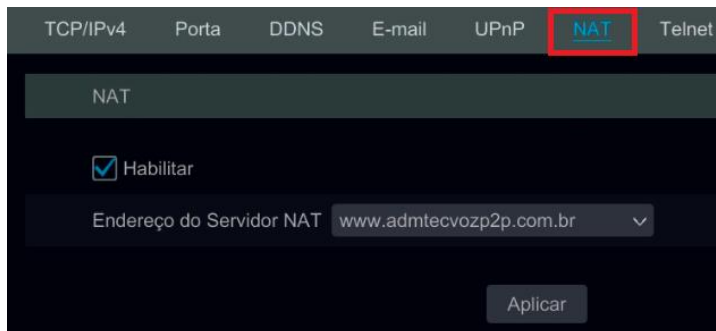 TCP/IPv4 Porta DDNS E-mail UPnP NAT Telnet
NAT
Habilitar
Endereço do Servidor NAT www.admtecvozp2p.com.br
Aplicar